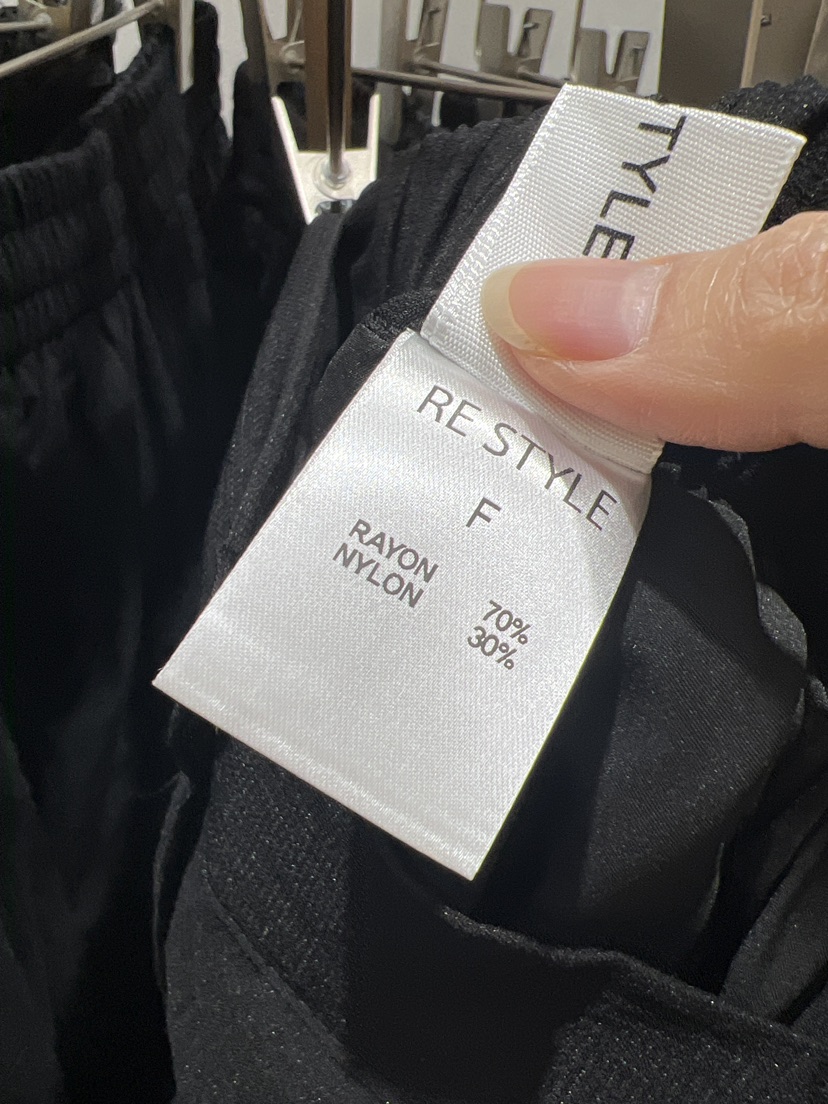 TYLE
RE STYLE
F
RAYON 70%
NYLON 30%